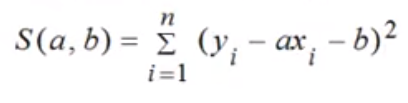 S(a, b) = Σ_{i=1}^{n} (y_i − ax_i − b)²